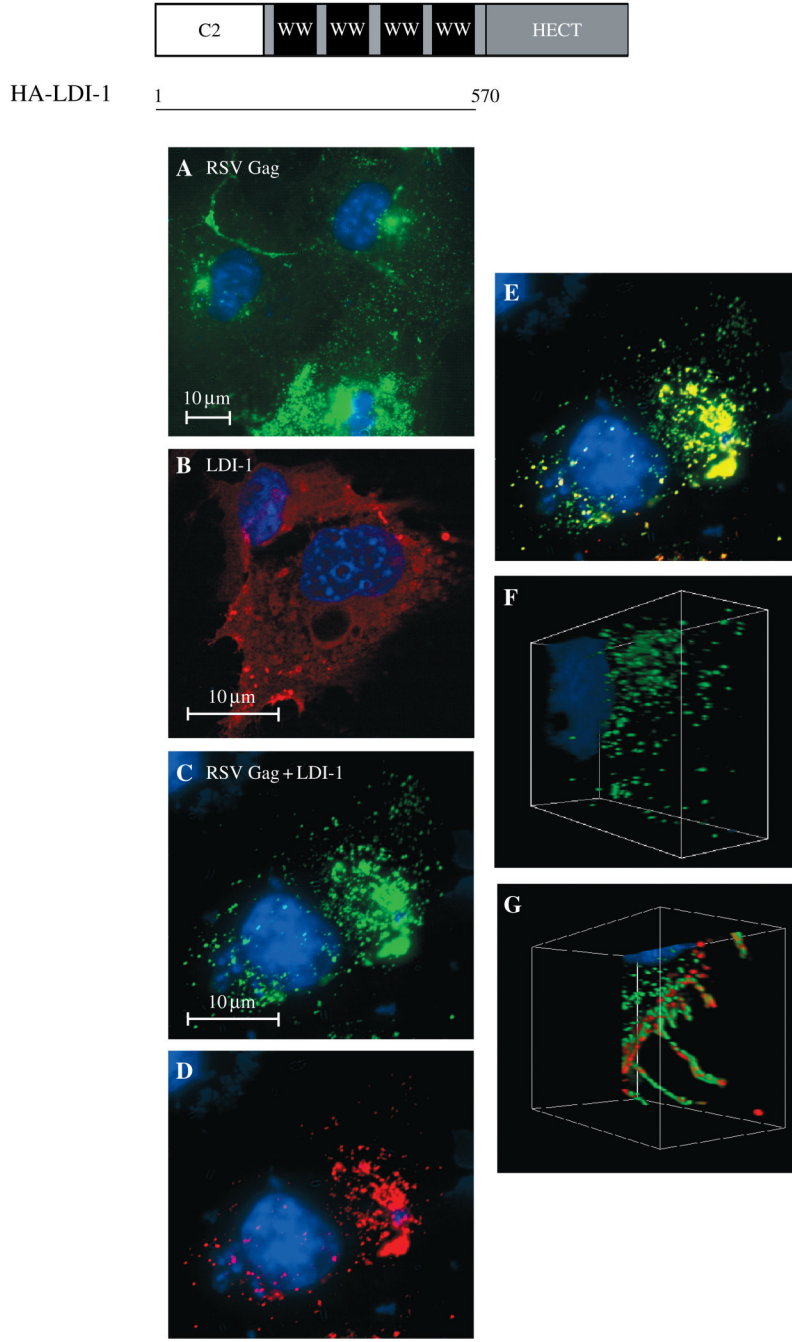 C2 WW WW WW WW HECT
HA-LDI-1 1 570
A RSV Gag
10 µm
B LDI-1
10 µm
C RSV Gag + LDI-1
10 µm
D
E
F
G